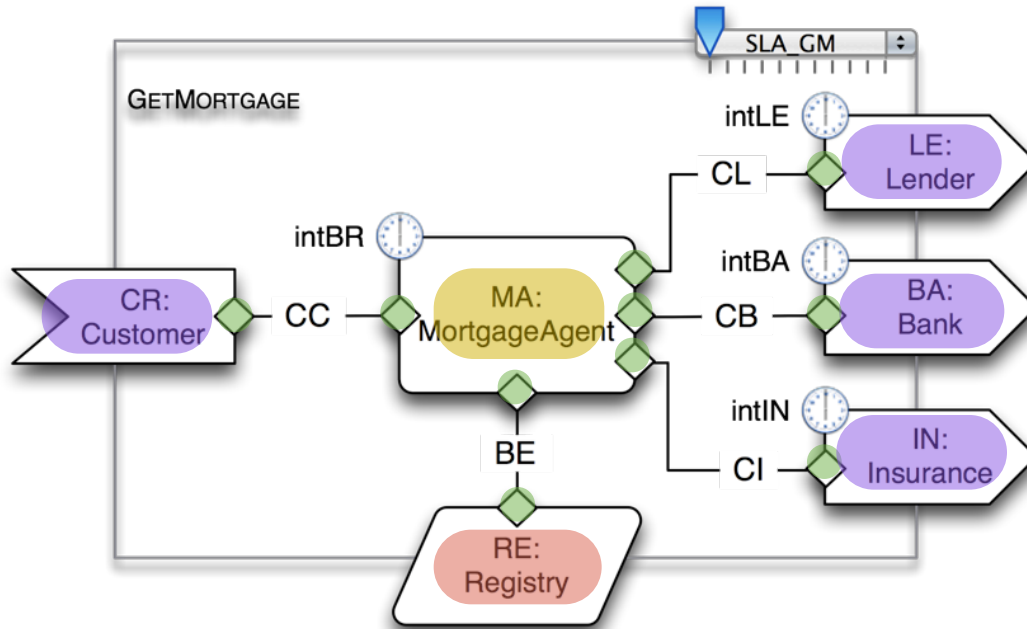 SLA_GM
GETMORTGAGE
intLE
LE:
Lender
CL
intBR
intBA
MA:
MortgageAgent
CR:
Customer
CC
CB
BA:
Bank
intIN
IN:
Insurance
BE
CI
RE:
Registry